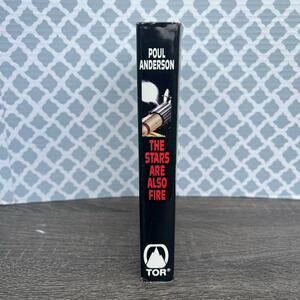 POUL
ANDERSON
THE
STARS
ARE
ALSO
FIRE
TOR®